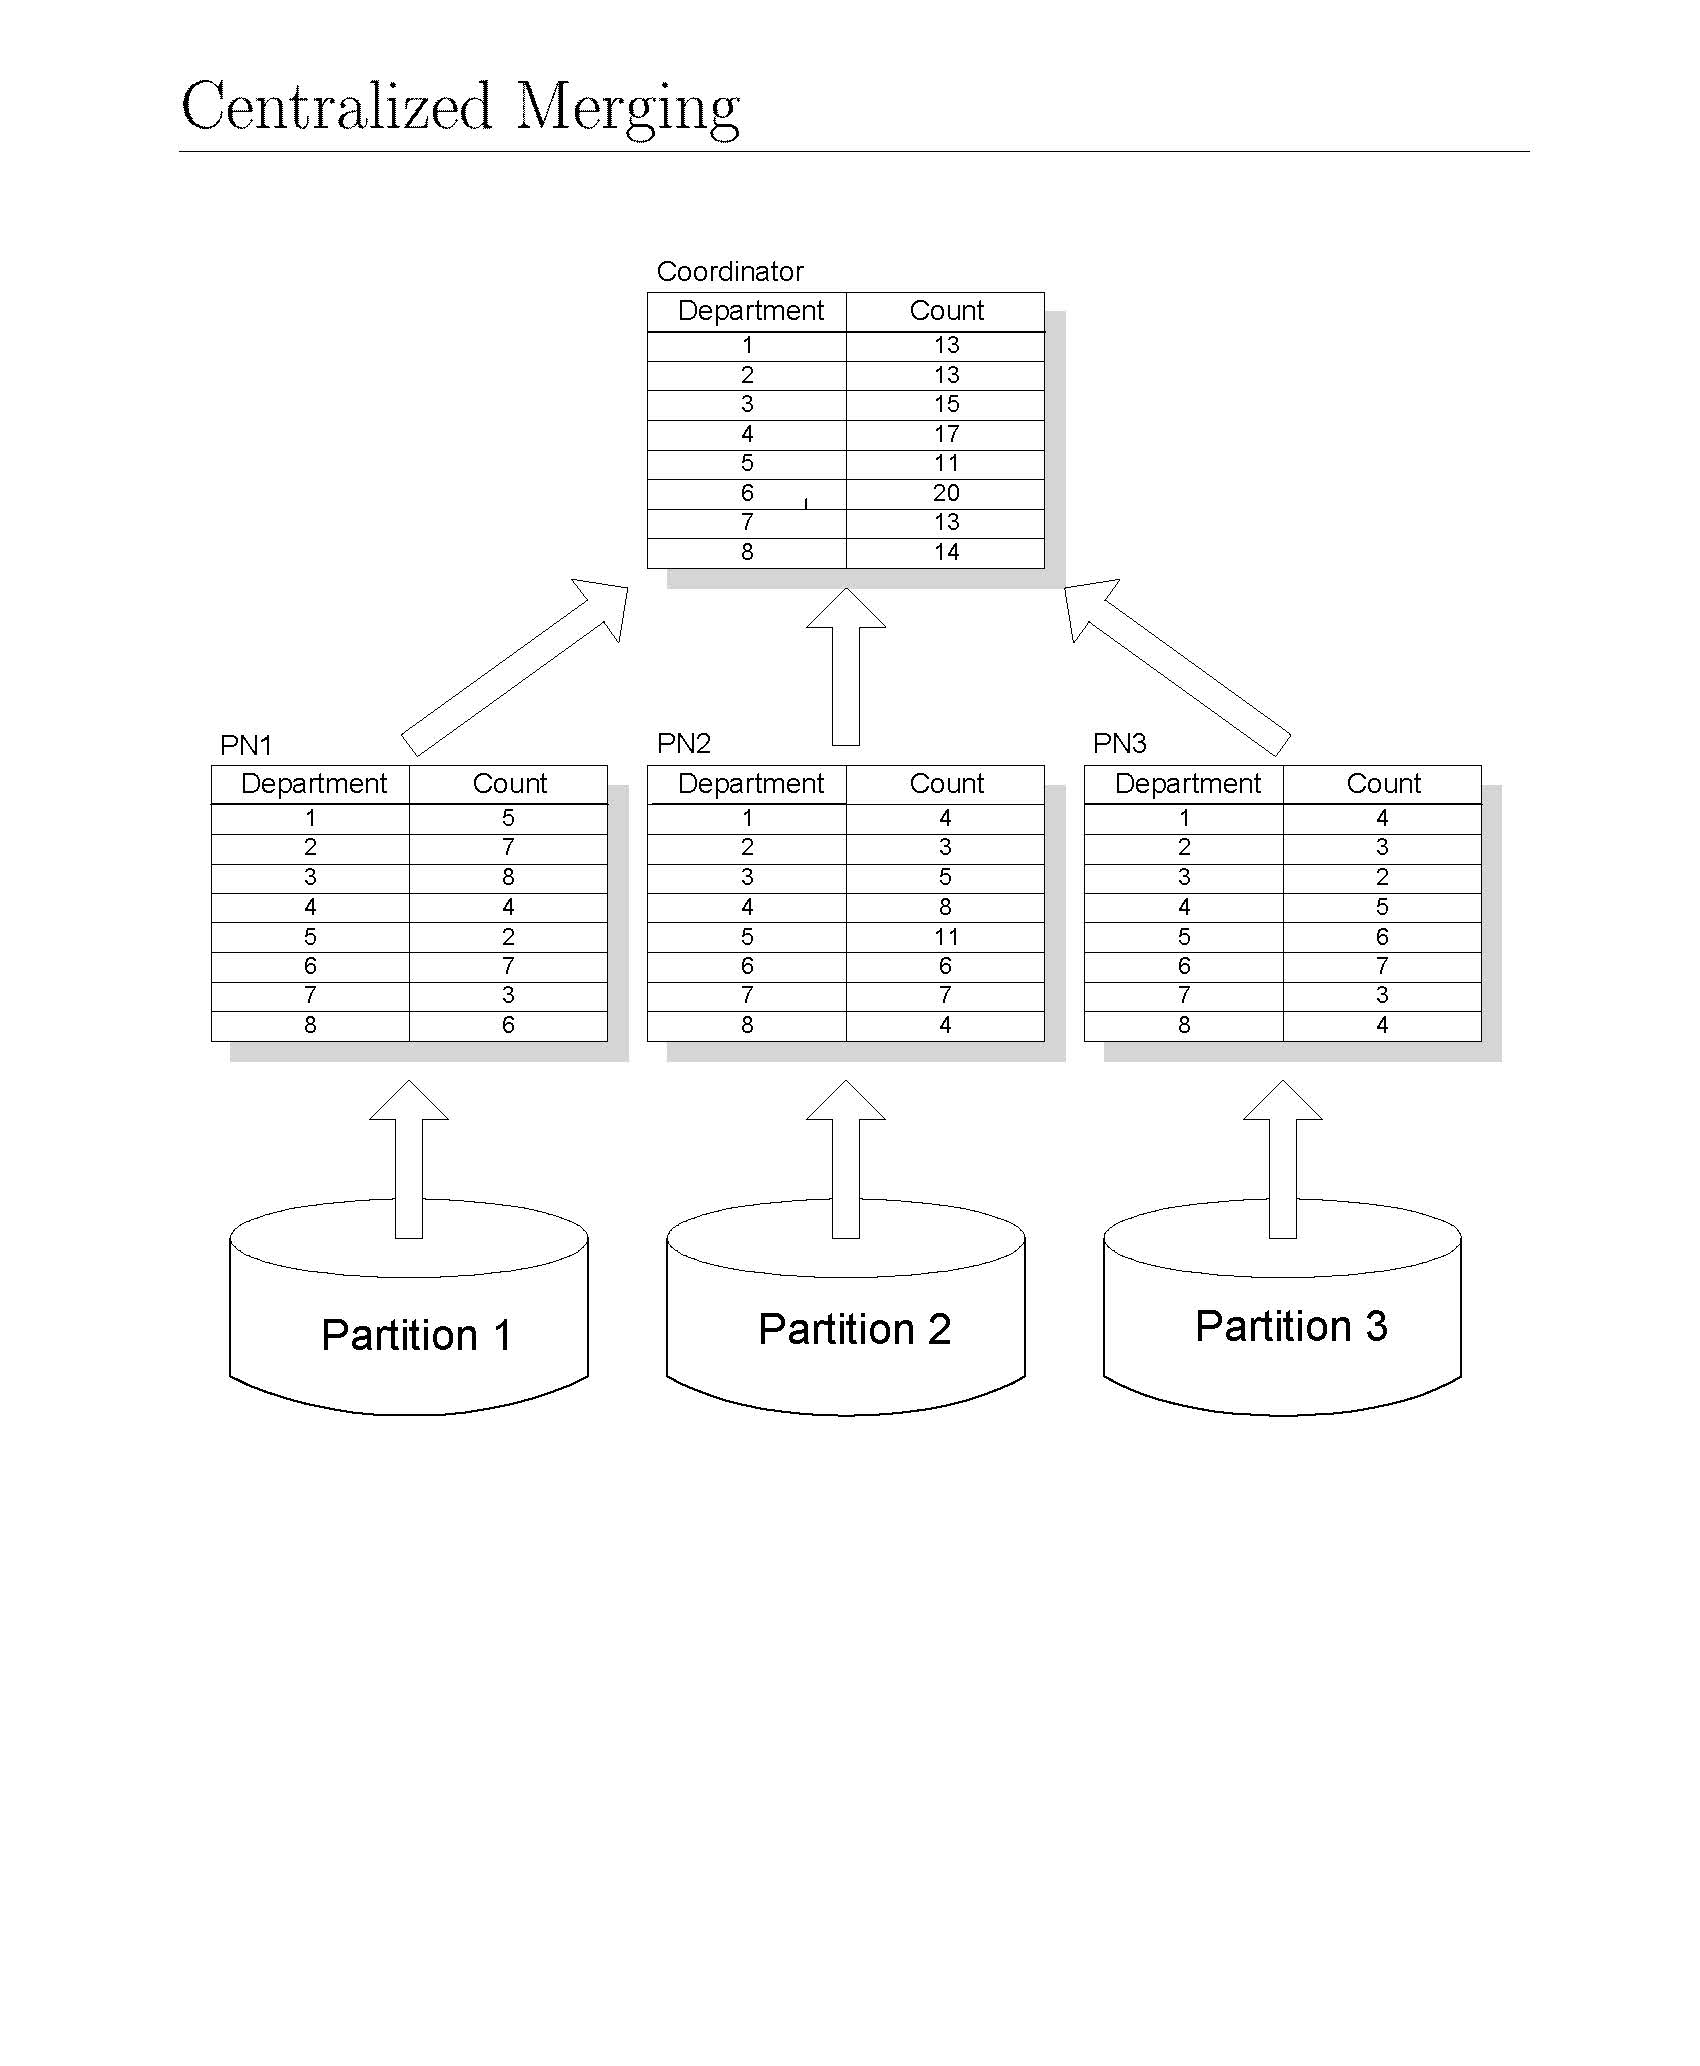 Centralized Merging
Coordinator
Department Count
1 13
2 13
3 15
4 17
5 11
6 20
7 13
8 14
PN1
Department Count
1 5
2 7
3 8
4 4
5 2
6 7
7 3
8 6
PN2
Department Count
1 4
2 3
3 5
4 8
5 11
6 6
7 7
8 4
PN3
Department Count
1 4
2 3
3 2
4 5
5 6
6 7
7 3
8 4
Partition 1
Partition 2
Partition 3